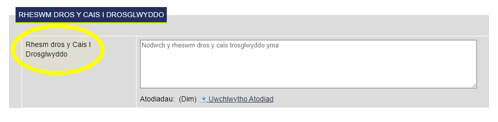 RHESWM DROS Y CAIS I DROSGLWYDDO
Rhesm dros y Cais I
Drosglwyddo
Nodwch y rheswm dros y cais trosglwyddo yma
Atodiadau: (Dim) Uwchlwytho Atodiad